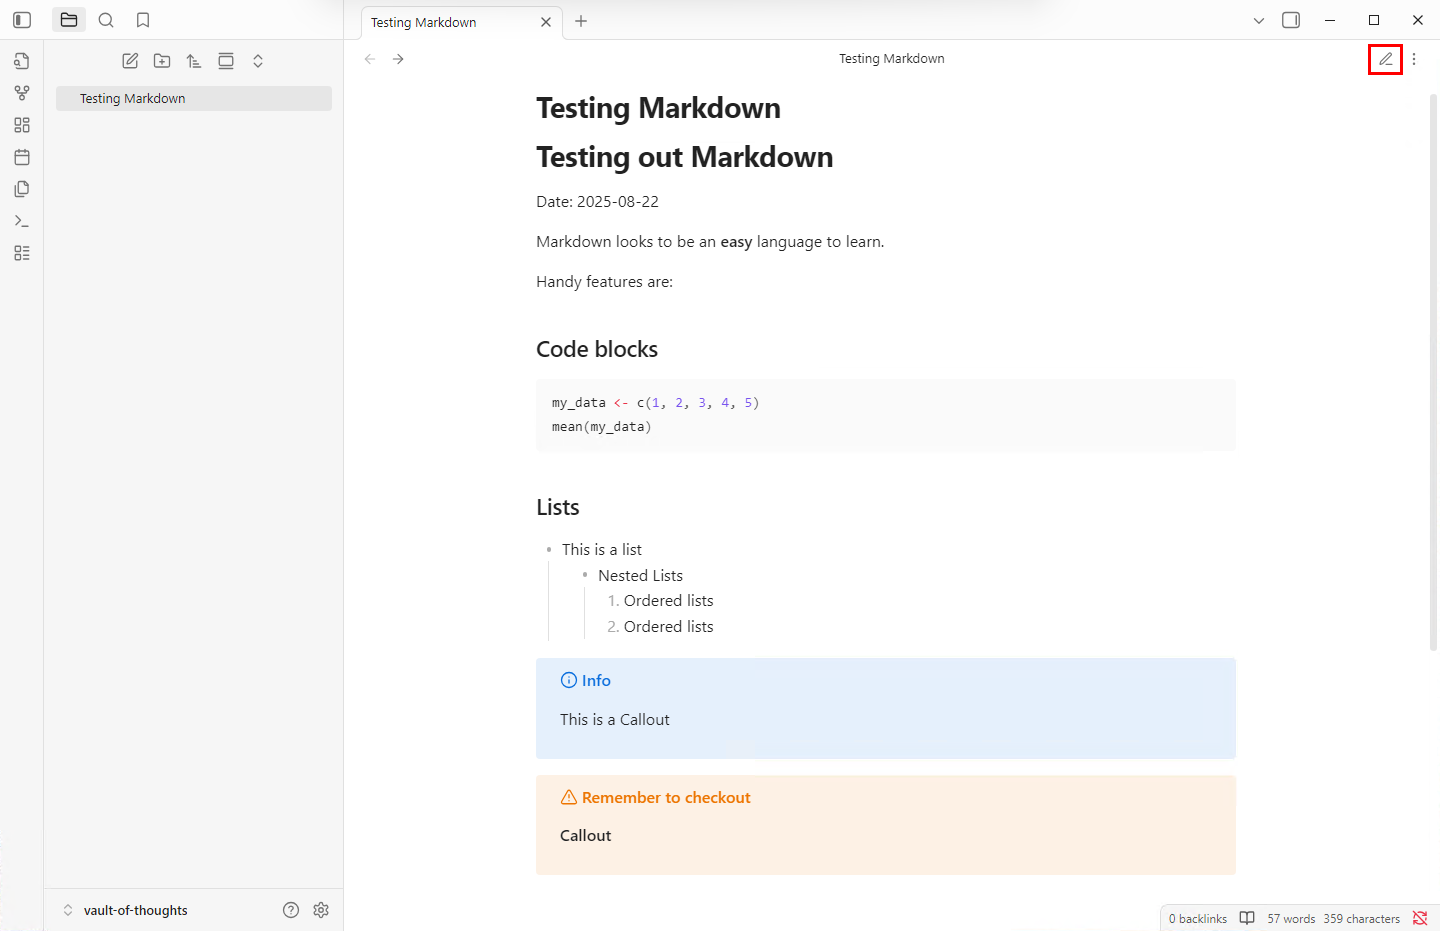 Testing Markdown
Testing Markdown
Testing Markdown
Testing Markdown
Testing out Markdown
Date: 2025-08-22
Markdown looks to be an easy language to learn.
Handy features are:
Code blocks
my_data <- c(1, 2, 3, 4, 5)
mean(my_data)
Lists
This is a list
Nested Lists
1. Ordered lists
2. Ordered lists
Info
This is a Callout
Remember to checkout
Callout
vault-of-thoughts
0 backlinks 57 words 359 characters